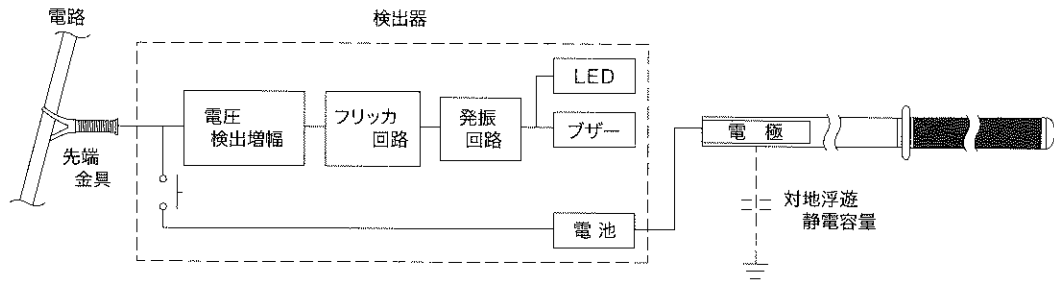 電路
検出器
先端
金具
電圧
検出増幅
フリッカ
回路
発振
回路
LED
ブザー
電池
電極
対地浮遊
静電容量